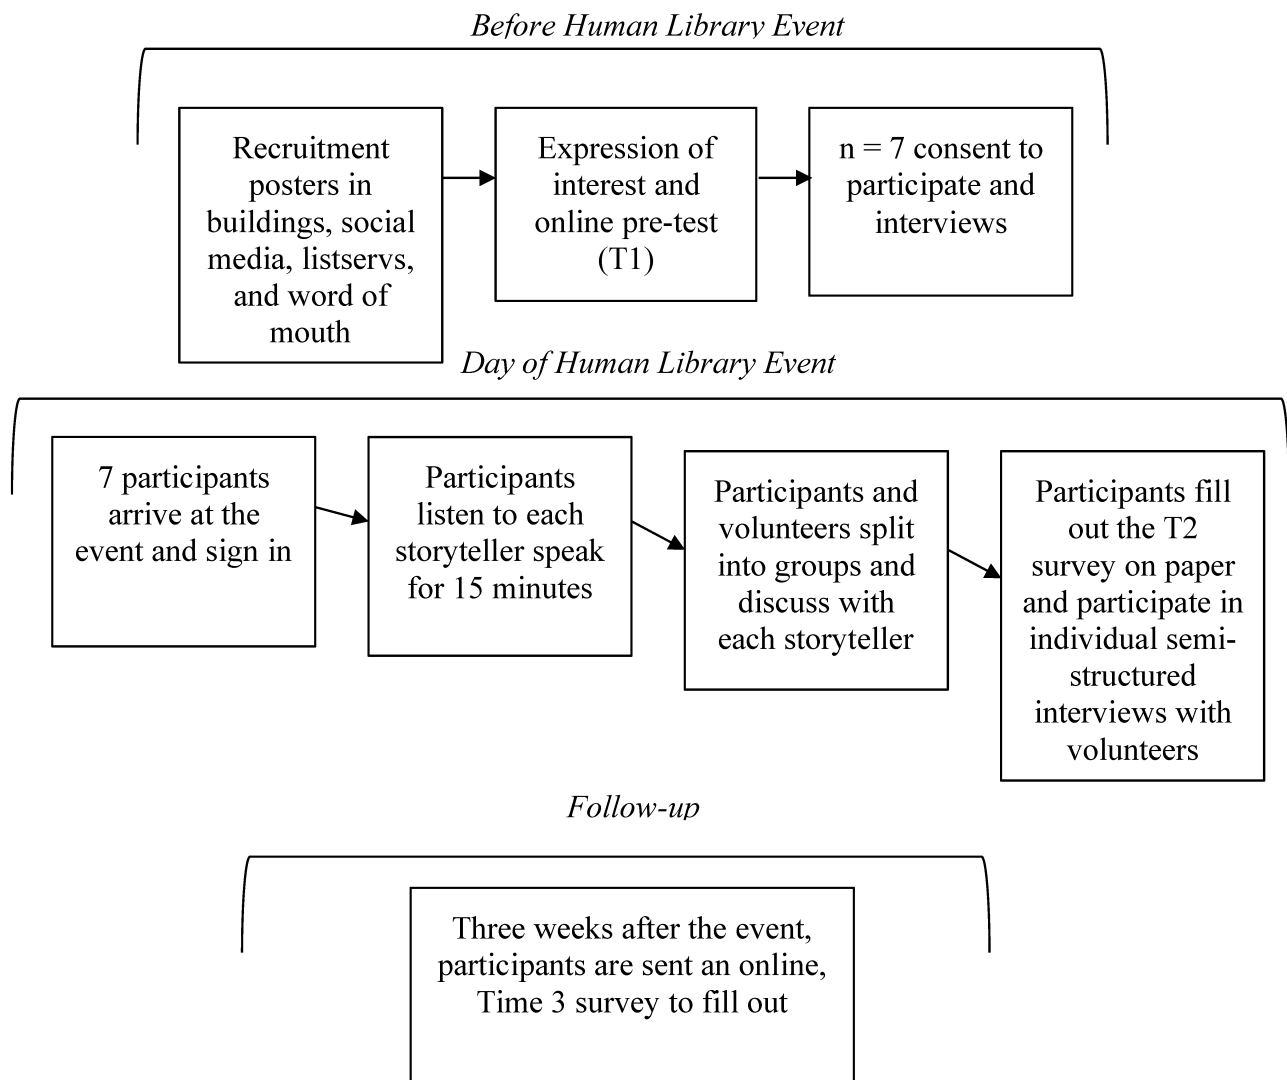 Before Human Library Event
Recruitment
posters in
buildings, social
media, listservs,
and word of
mouth
Expression of
interest and
online pre-test
(T1)
n = 7 consent to
participate and
interviews
Day of Human Library Event
7 participants
arrive at the
event and sign in
Participants
listen to each
storyteller speak
for 15 minutes
Participants and
volunteers split
into groups and
discuss with
each storyteller
Participants fill
out the T2
survey on paper
and participate in
individual semi-
structured
interviews with
volunteers
Follow-up
Three weeks after the event,
participants are sent an online,
Time 3 survey to fill out